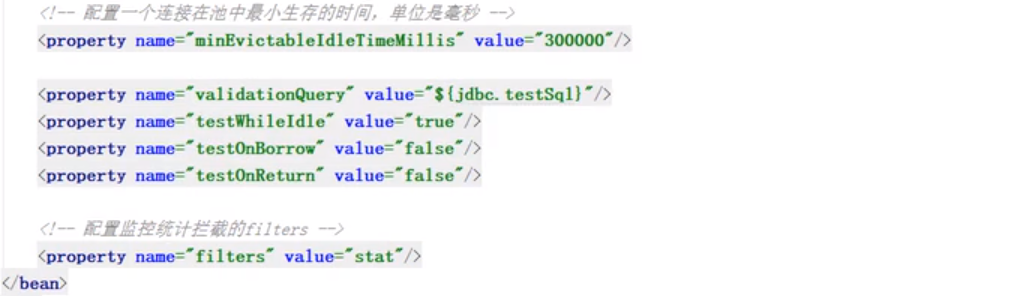 <!-- 配置一个连接在池中最小生存的时间，单位是毫秒 -->
<property name="minEvictableIdleTimeMillis" value="300000"/>
<property name="validationQuery" value="${jdbc.testSql}"/>
<property name="testWhileIdle" value="true"/>
<property name="testOnBorrow" value="false"/>
<property name="testOnReturn" value="false"/>
<!-- 配置监控统计拦截的filters -->
<property name="filters" value="stat"/>
</bean>